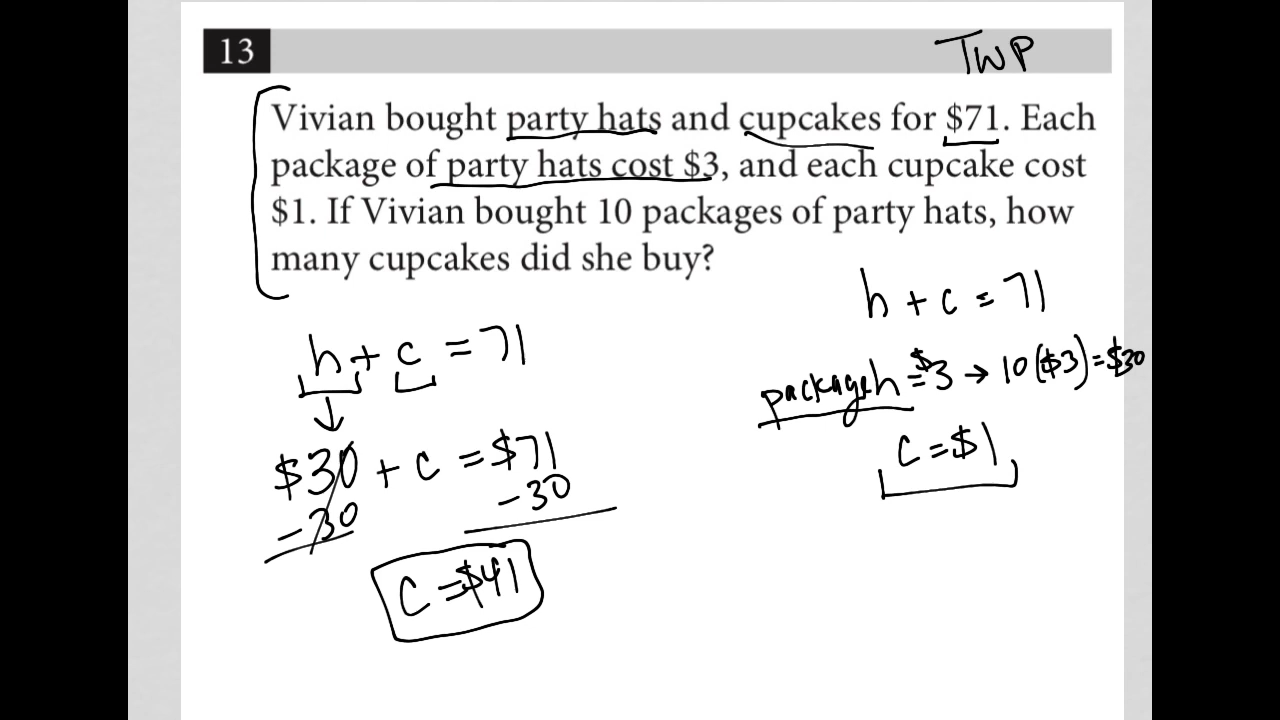 13
TWP
Vivian bought party hats and cupcakes for $71. Each
package of party hats cost $3, and each cupcake cost
$1. If Vivian bought 10 packages of party hats, how
many cupcakes did she buy?
h + c = 71
$30 + c = $71
-30 -30
c = $41
h + c = 71
package h = $3 → 10($3) = $30
c = $1